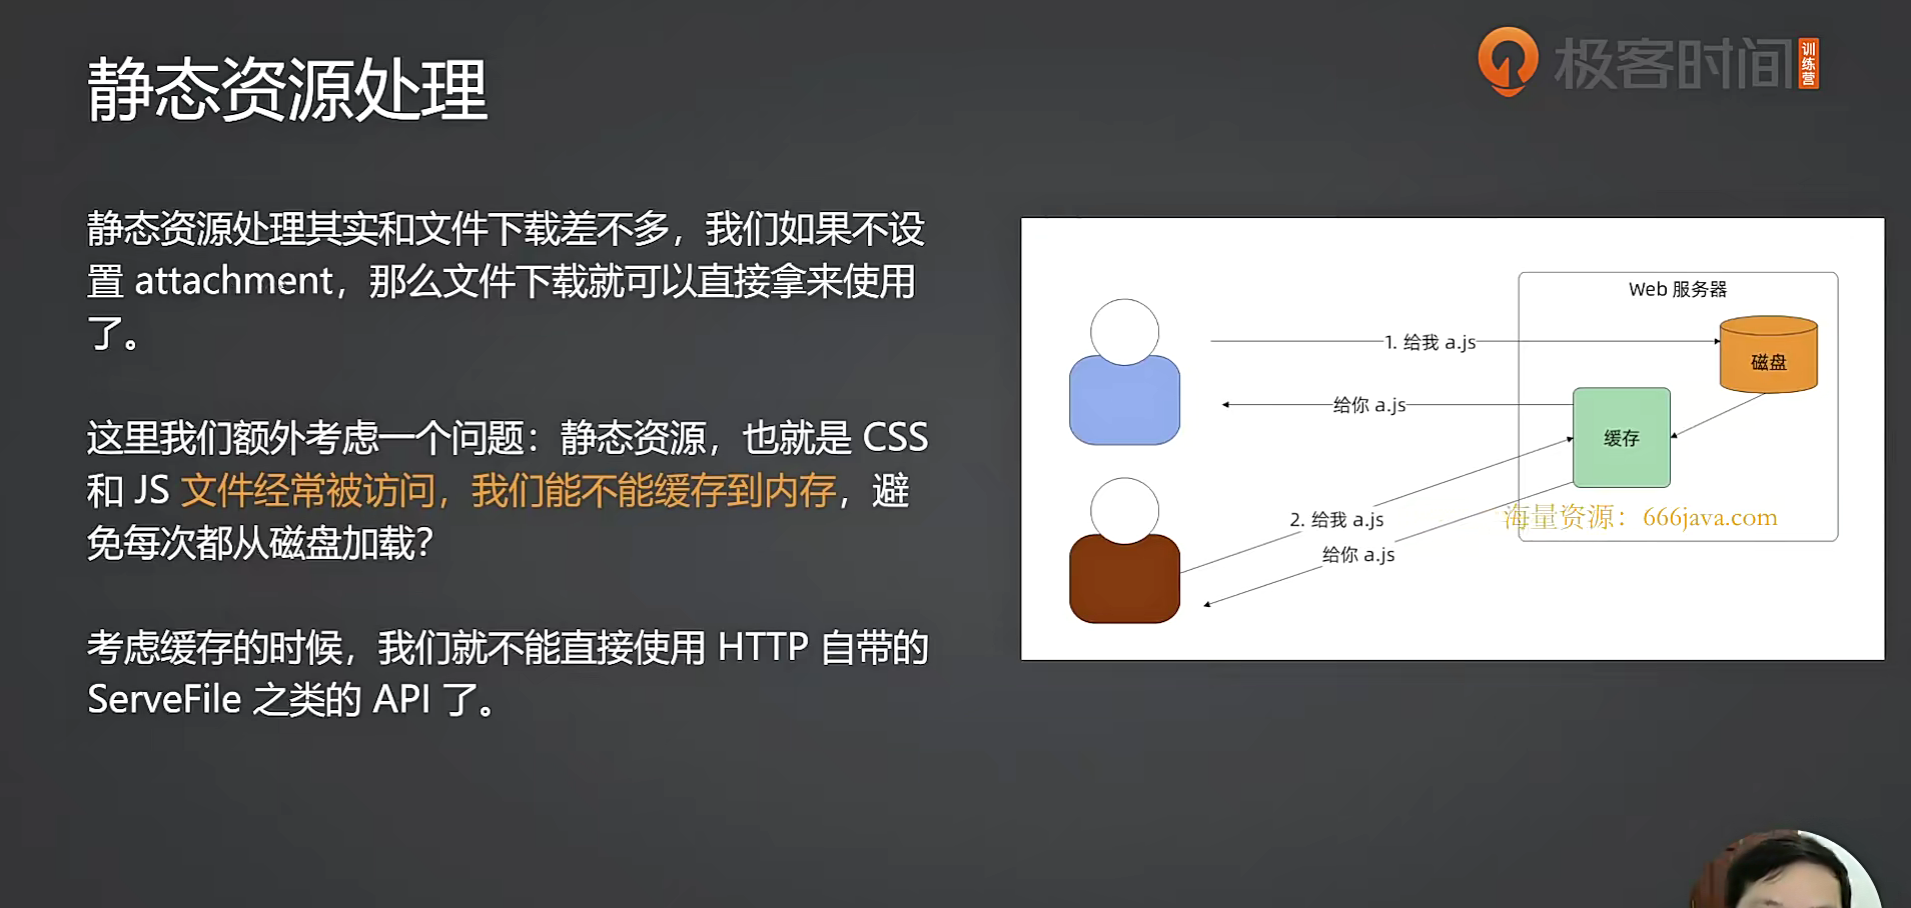 静态资源处理
极客时间
训练营
静态资源处理其实和文件下载差不多，我们如果不设
置 attachment，那么文件下载就可以直接拿来使用
了。
这里我们额外考虑一个问题：静态资源，也就是 CSS
和 JS 文件经常被访问，我们能不能缓存到内存，避
免每次都从磁盘加载？
考虑缓存的时候，我们就不能直接使用 HTTP 自带的
ServeFile 之类的 API 了。
Web 服务器
1. 给我 a.js
磁盘
给你 a.js
缓存
2. 给我 a.js
给你 a.js
海量资源：666java.com